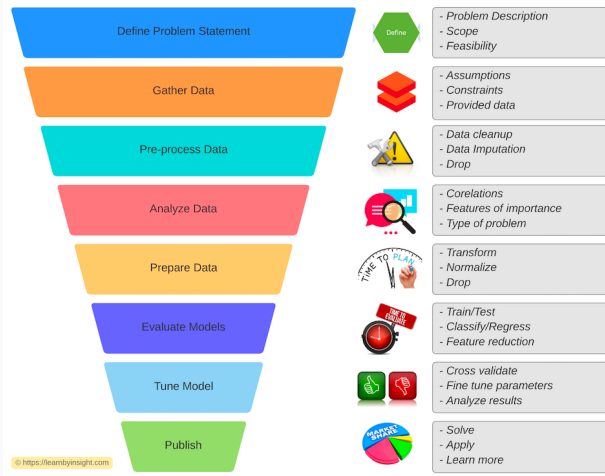 Define Problem Statement
Define
- Problem Description
- Scope
- Feasibility
Gather Data
- Assumptions
- Constraints
- Provided data
Pre-process Data
- Data cleanup
- Data Imputation
- Drop
Analyze Data
- Corelations
- Features of importance
- Type of problem
Prepare Data
TIME TO PLAN
- Transform
- Normalize
- Drop
Evaluate Models
TIME TO
EVALUATE
- Train/Test
- Classify/Regress
- Feature reduction
Tune Model
- Cross validate
- Fine tune parameters
- Analyze results
Publish
MARKET
SHARE
- Solve
- Apply
- Learn more
© https://learnbyinsight.com